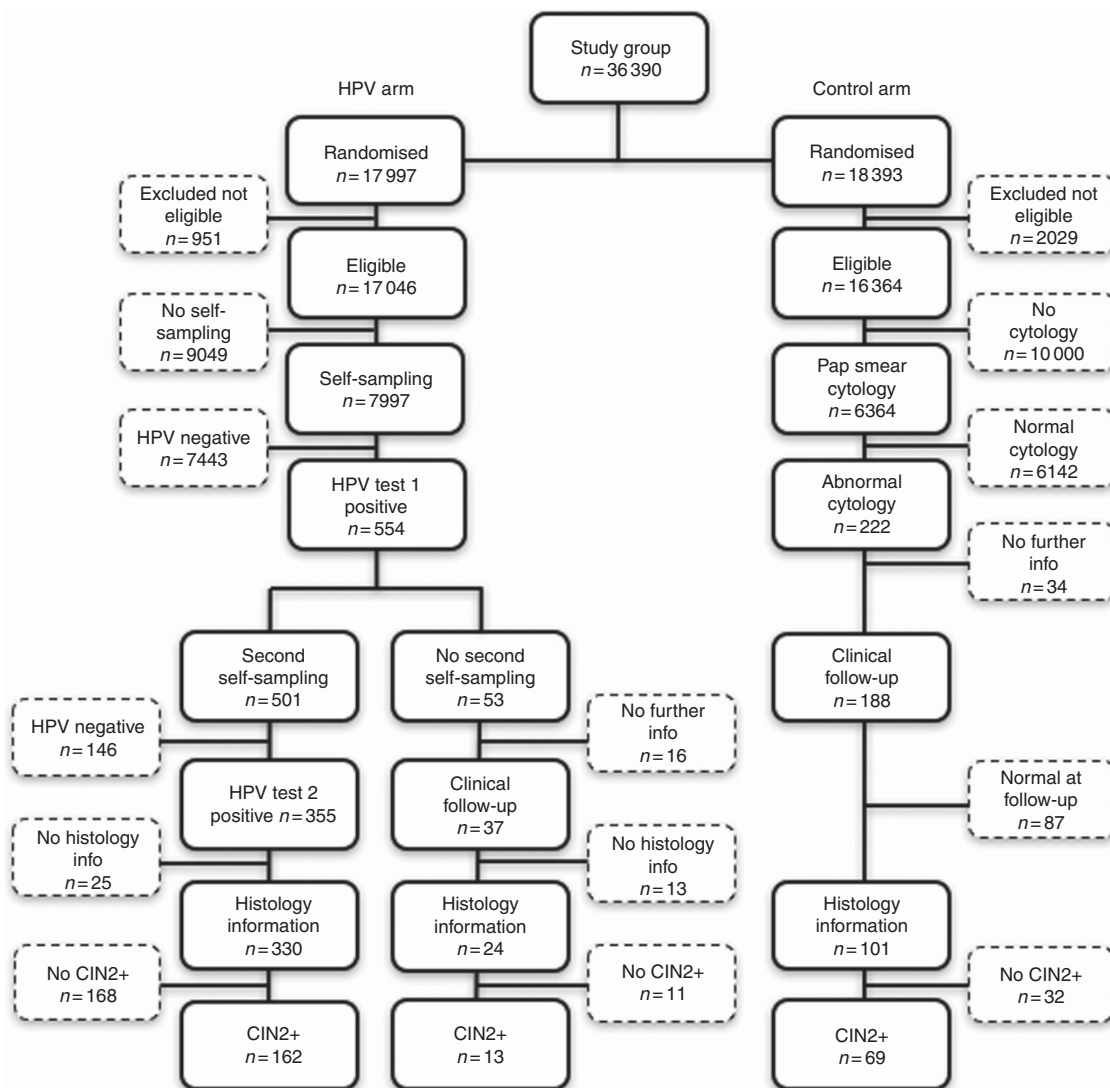 Study group
n=36 390
HPV arm
Control arm
Randomised
n=17 997
Randomised
n=18 393
Excluded not
eligible
n=951
Excluded not
eligible
n=2029
Eligible
n=17 046
Eligible
n=16 364
No self-
sampling
n=9049
No
cytology
n=10 000
Self-sampling
n=7997
Pap smear
cytology
n=6364
HPV negative
n=7443
Normal
cytology
n=6142
HPV test 1
positive
n=554
Abnormal
cytology
n=222
No further
info
n=34
Second
self-sampling
n=501
No second
self-sampling
n=53
Clinical
follow-up
n=188
HPV negative
n=146
No further
info
n=16
HPV test 2
positive n=355
Clinical
follow-up
n=37
Normal at
follow-up
n=87
No histology
info
n=25
No histology
info
n=13
Histology
information
n=330
Histology
information
n=24
Histology
information
n=101
No CIN2+
n=168
No CIN2+
n=11
No CIN2+
n=32
CIN2+
n=162
CIN2+
n=13
CIN2+
n=69